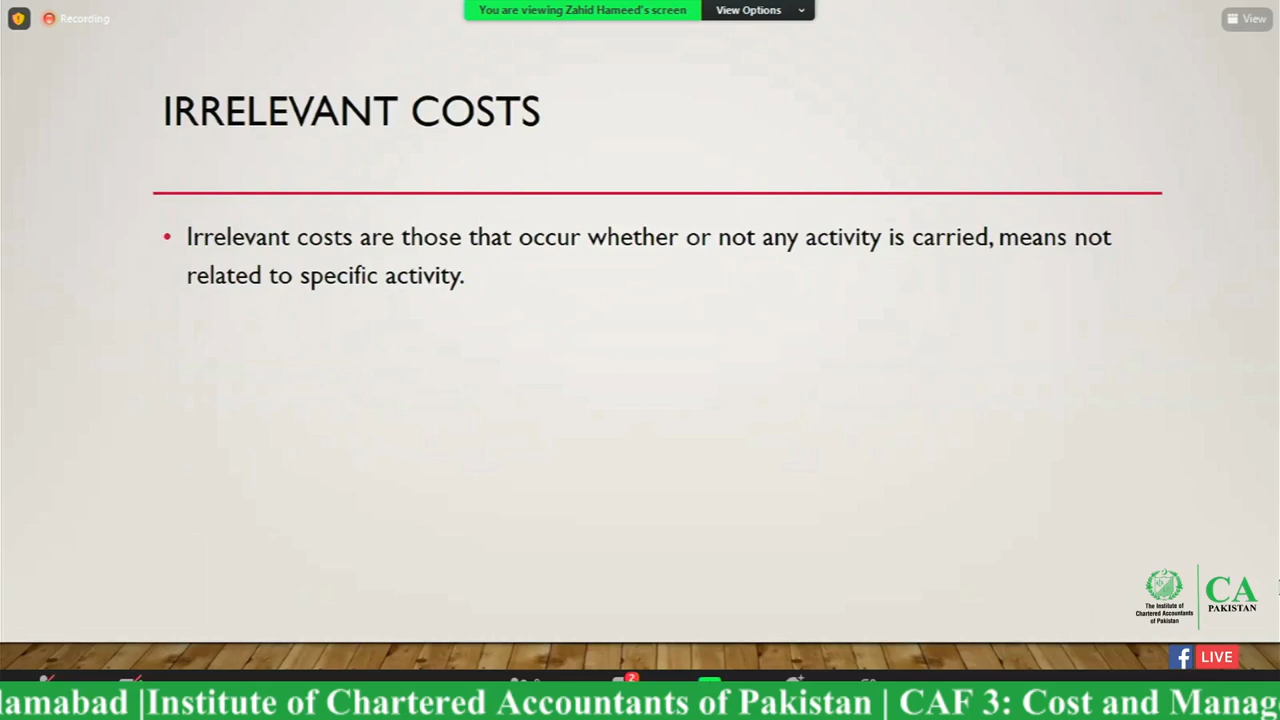 You are viewing Zahid Hameed's screen View Options
Recording
View
IRRELEVANT COSTS
• Irrelevant costs are those that occur whether or not any activity is carried, means not
related to specific activity.
The Institute of
Chartered Accountants
of Pakistan
CA
PAKISTAN
f LIVE
2
lamabad |Institute of Chartered Accountants of Pakistan | CAF 3: Cost and Manag